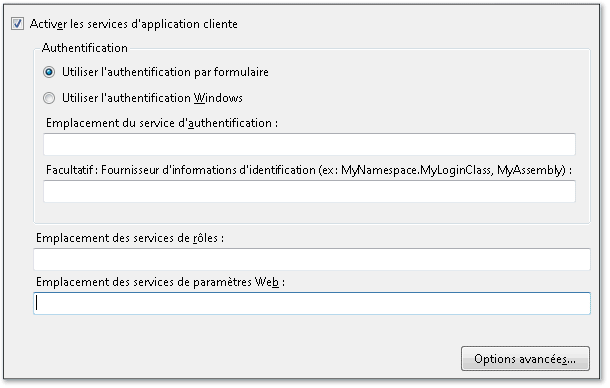 Activer les services d'application cliente
Authentification
Utiliser l'authentification par formulaire
Utiliser l'authentification Windows
Emplacement du service d'authentification :
Facultatif : Fournisseur d'informations d'identification (ex : MyNamespace.MyLoginClass, MyAssembly) :
Emplacement des services de rôles :
Emplacement des services de paramètres Web :
Options avancées...